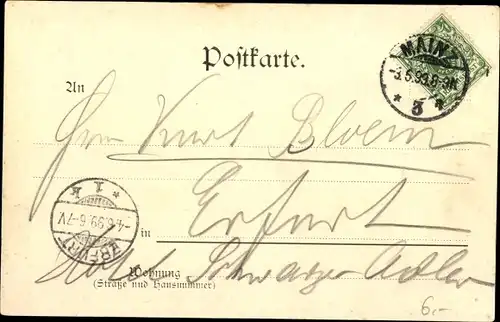 Postkarte.
MAINZ
-3.6.99.8-9N.
* 3 *
An
Herrn Kurt Bloem
* 1 k
-4.6.99.6-7V
ERFURT
in Erfurt
Hotel Schwarzer Adler
Wohnung
(Straße und Hausnummer)
6.-